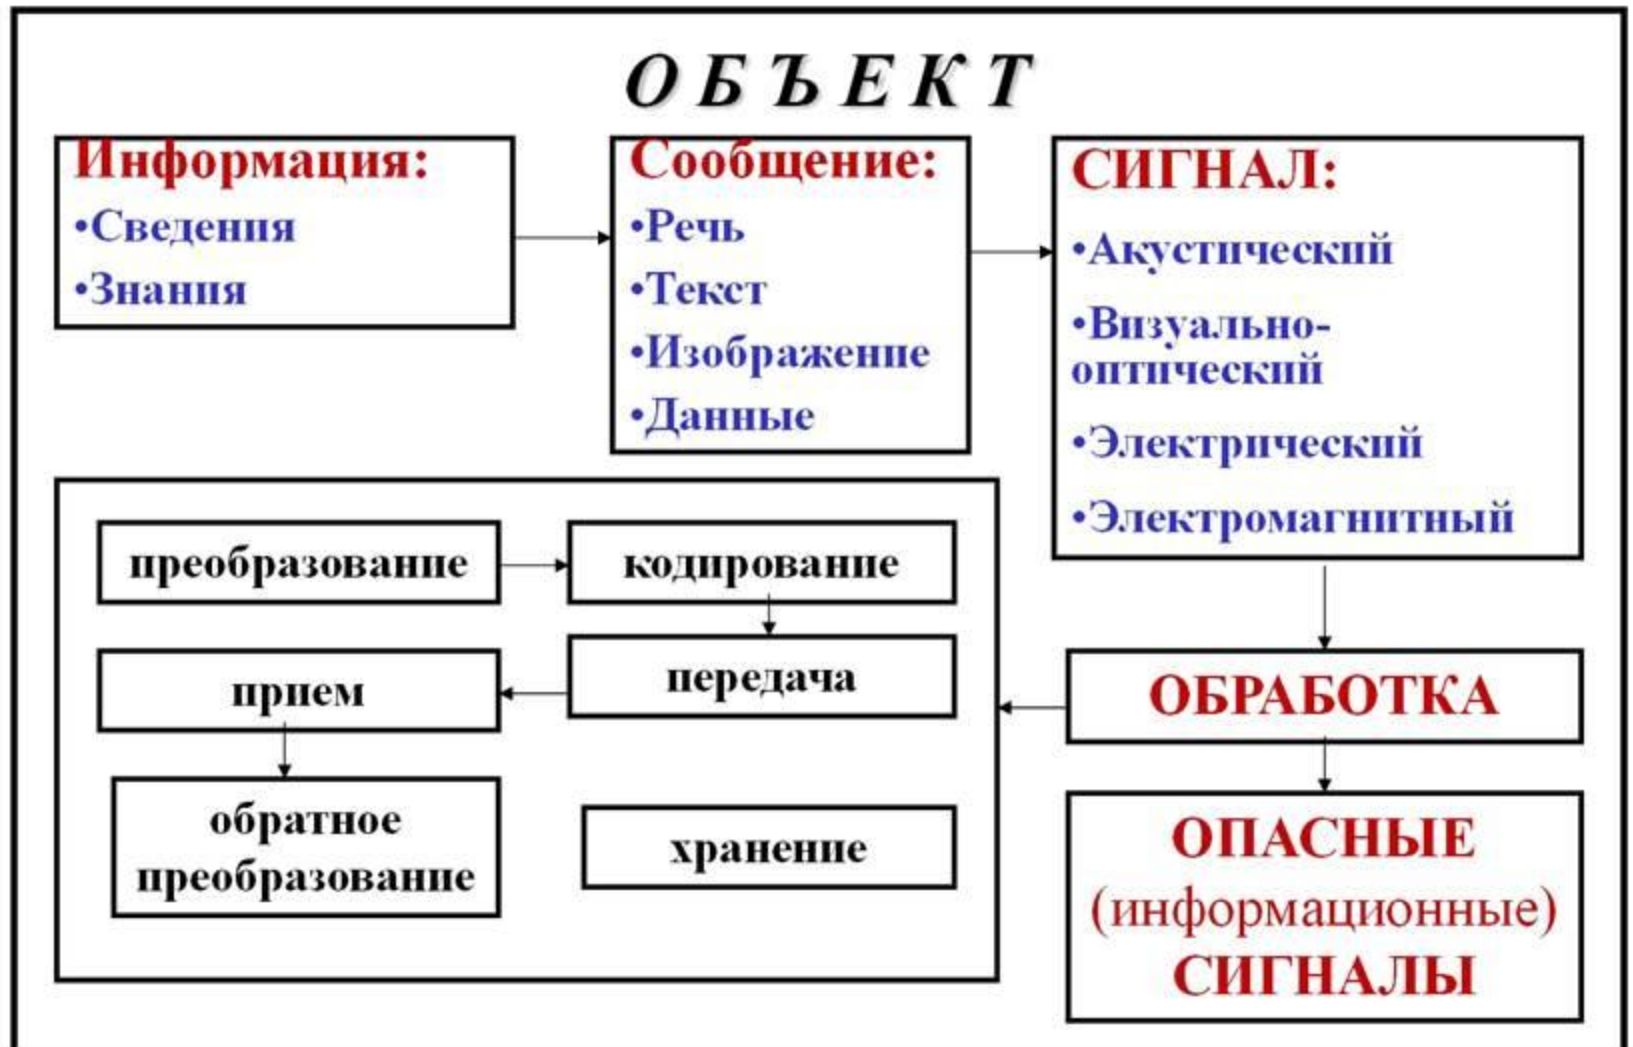 ОБЪЕКТ
Информация:
•Сведения
•Знания
Сообщение:
•Речь
•Текст
•Изображение
•Данные
СИГНАЛ:
•Акустический
•Визуально-
оптический
•Электрический
•Электромагнитный
преобразование
кодирование
передача
прием
обратное
преобразование
хранение
ОБРАБОТКА
ОПАСНЫЕ
(информационные)
СИГНАЛЫ